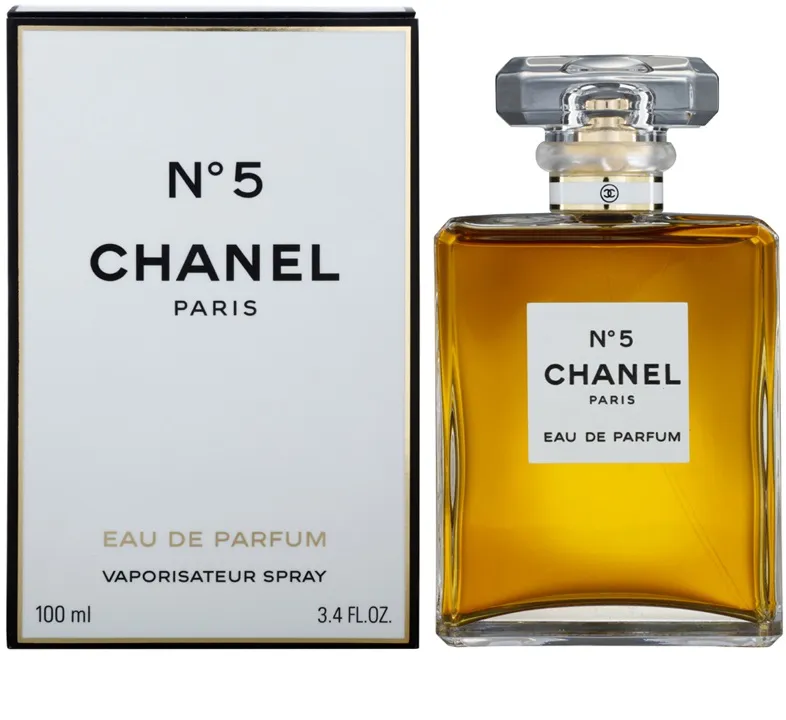 N°5
CHANEL
PARIS
EAU DE PARFUM
VAPORISATEUR SPRAY
100 ml
3.4 FL.OZ.
N°5
CHANEL
PARIS
EAU DE PARFUM